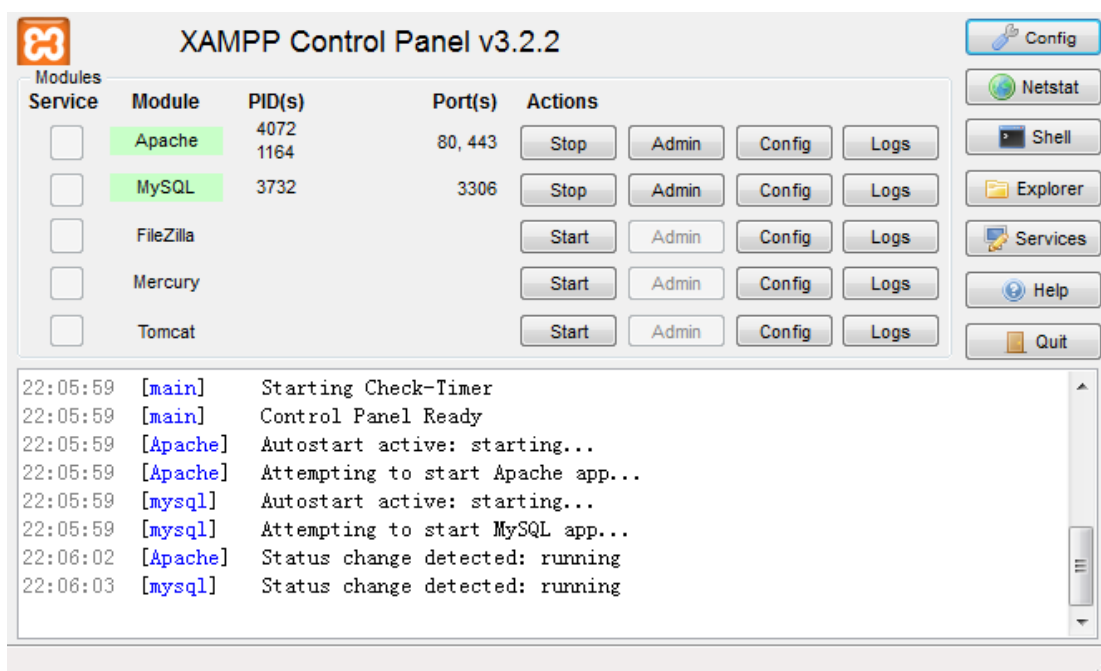 XAMPP Control Panel v3.2.2
Config
Modules
Service Module PID(s) Port(s) Actions
Netstat
Apache 4072 1164 80, 443 Stop Admin Config Logs
Shell
MySQL 3732 3306 Stop Admin Config Logs
Explorer
FileZilla Start Admin Config Logs
Services
Mercury Start Admin Config Logs
Help
Tomcat Start Admin Config Logs
Quit
22:05:59 [main] Starting Check-Timer
22:05:59 [main] Control Panel Ready
22:05:59 [Apache] Autostart active: starting...
22:05:59 [Apache] Attempting to start Apache app...
22:05:59 [mysql] Autostart active: starting...
22:05:59 [mysql] Attempting to start MySQL app...
22:06:02 [Apache] Status change detected: running
22:06:03 [mysql] Status change detected: running